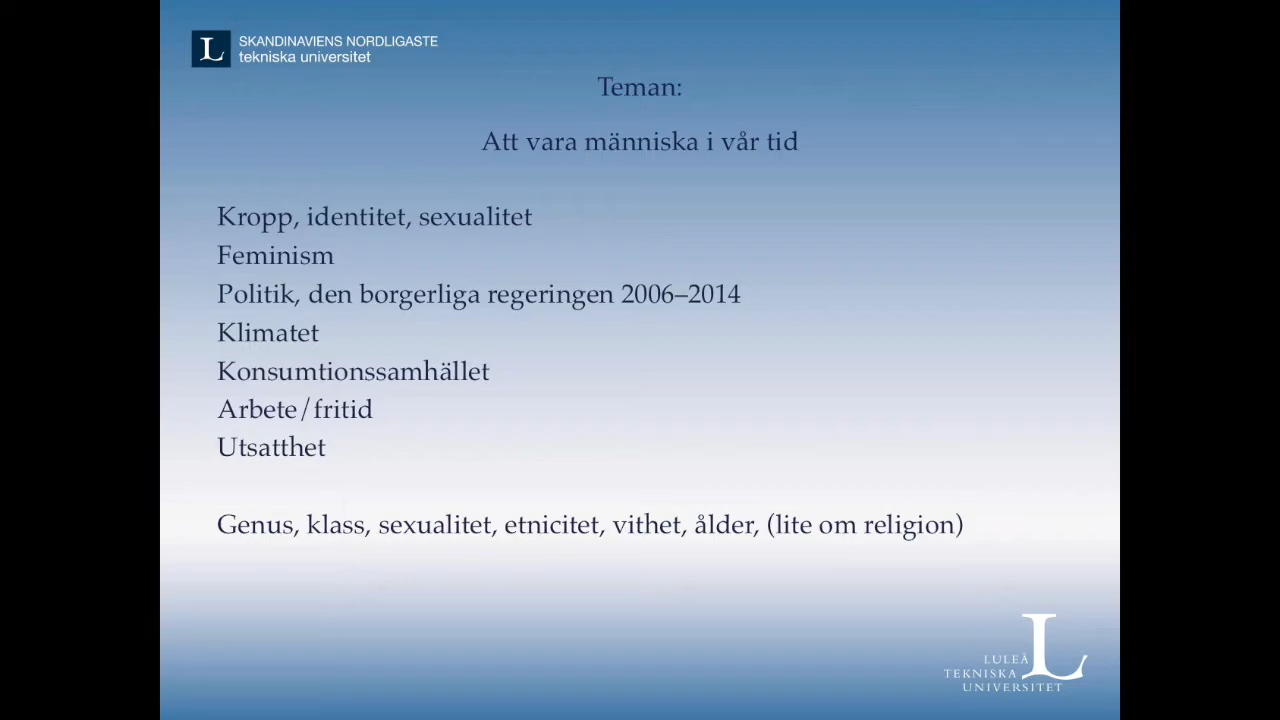 SKANDINAVIENS NORDLIGASTE
tekniska universitet
Teman:
Att vara människa i vår tid
Kropp, identitet, sexualitet
Feminism
Politik, den borgerliga regeringen 2006–2014
Klimatet
Konsumtionssamhället
Arbete/fritid
Utsatthet
Genus, klass, sexualitet, etnicitet, vithet, ålder, (lite om religion)
L
LULEÅ
TEKNISKA
UNIVERSITET